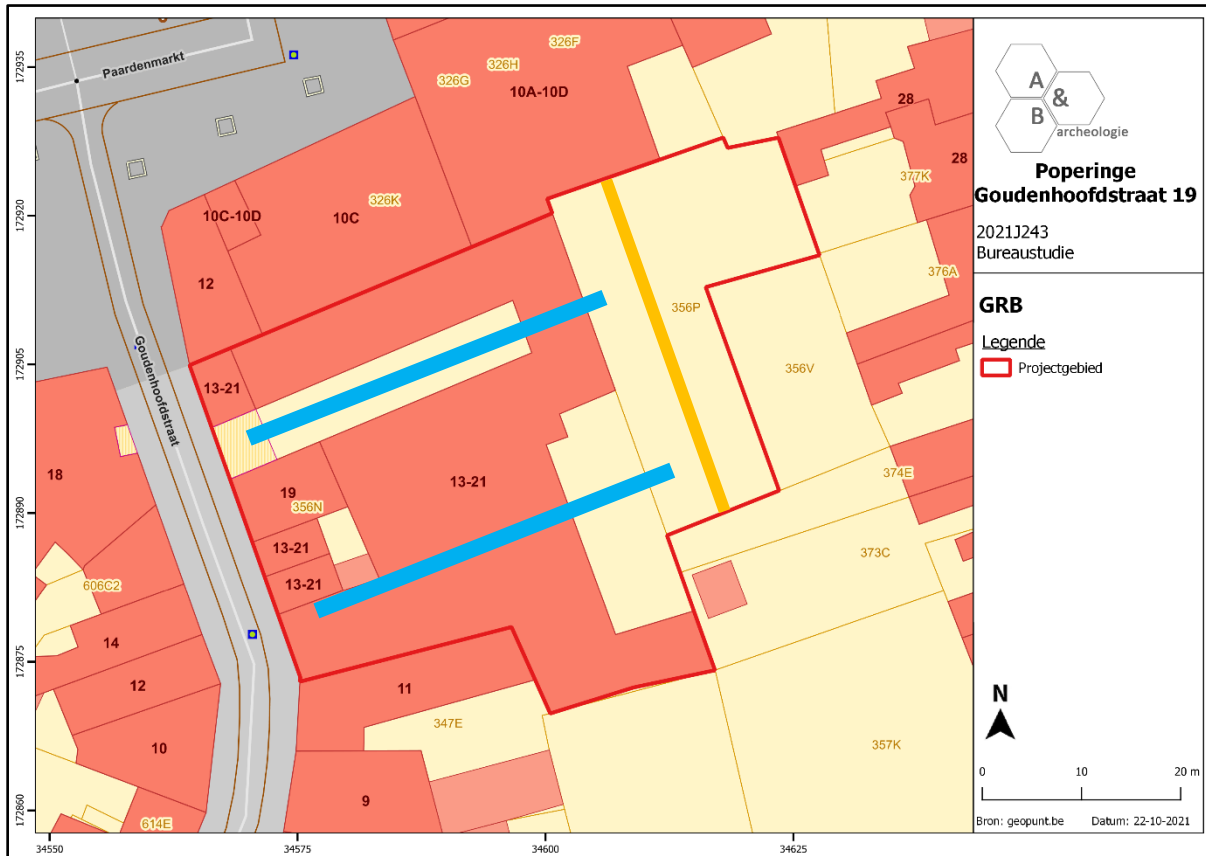 172935
172920
172905
172890
172875
172860
34550
34575
34600
34625
Paardenmarkt
Goudenhoofdstraat
326F
326H
326G
10A-10D
28
28
377K
376A
10C-10D
326K
10C
12
356P
356V
13-21
374E
18
19
356N
13-21
13-21
13-21
373C
606C2
14
12
11
347E
10
357K
9
614E
A
&
B
archeologie
Poperinge
Goudenhoofdstraat 19
2021J243
Bureaustudie
GRB
Legende
Projectgebied
N
0 10 20 m
Bron: geopunt.be Datum: 22-10-2021